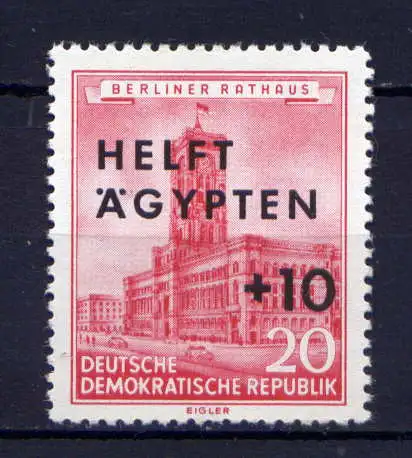 BERLINER RATHAUS
HELFT
ÄGYPTEN
+10
20
DEUTSCHE
DEMOKRATISCHE REPUBLIK
EIGLER